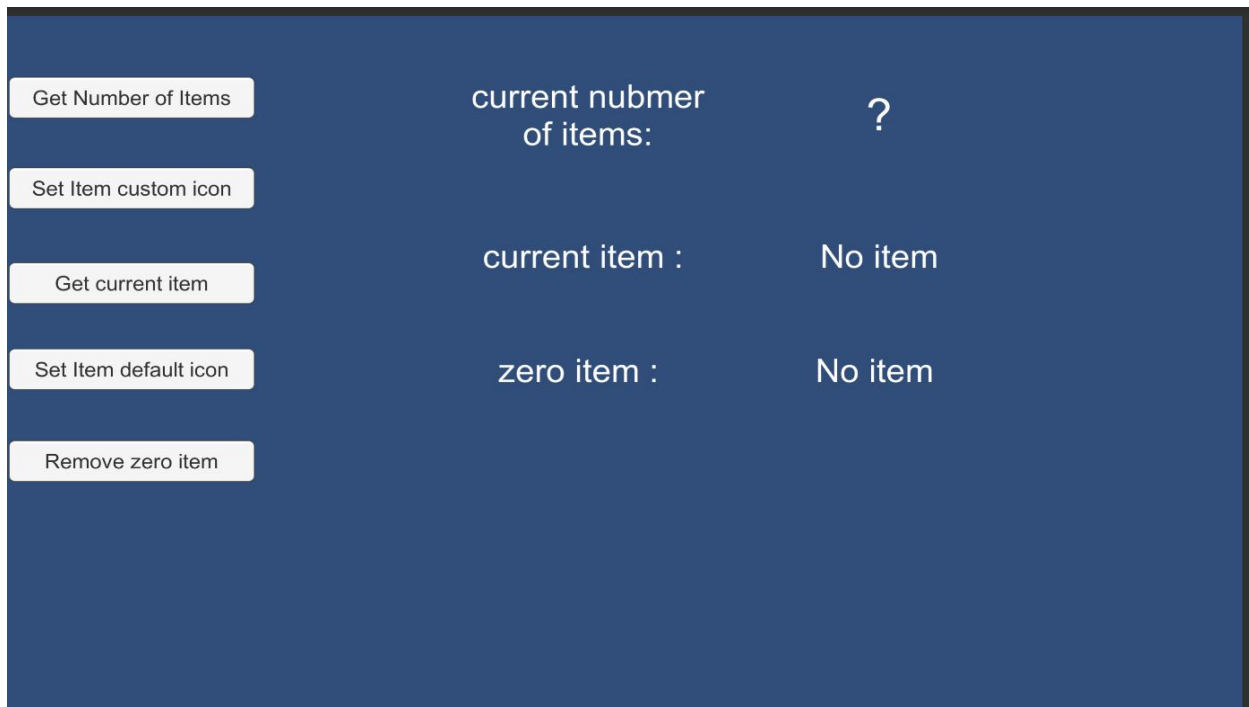 Get Number of Items
current nubmer
of items:
?
Set Item custom icon
current item :
No item
Get current item
Set Item default icon
zero item :
No item
Remove zero item